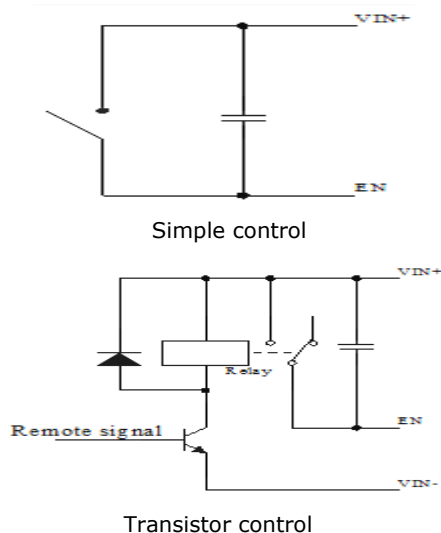 VIN+
EN
Simple control
VIN+
Relay
EN
Remote signal
VIN-
Transistor control